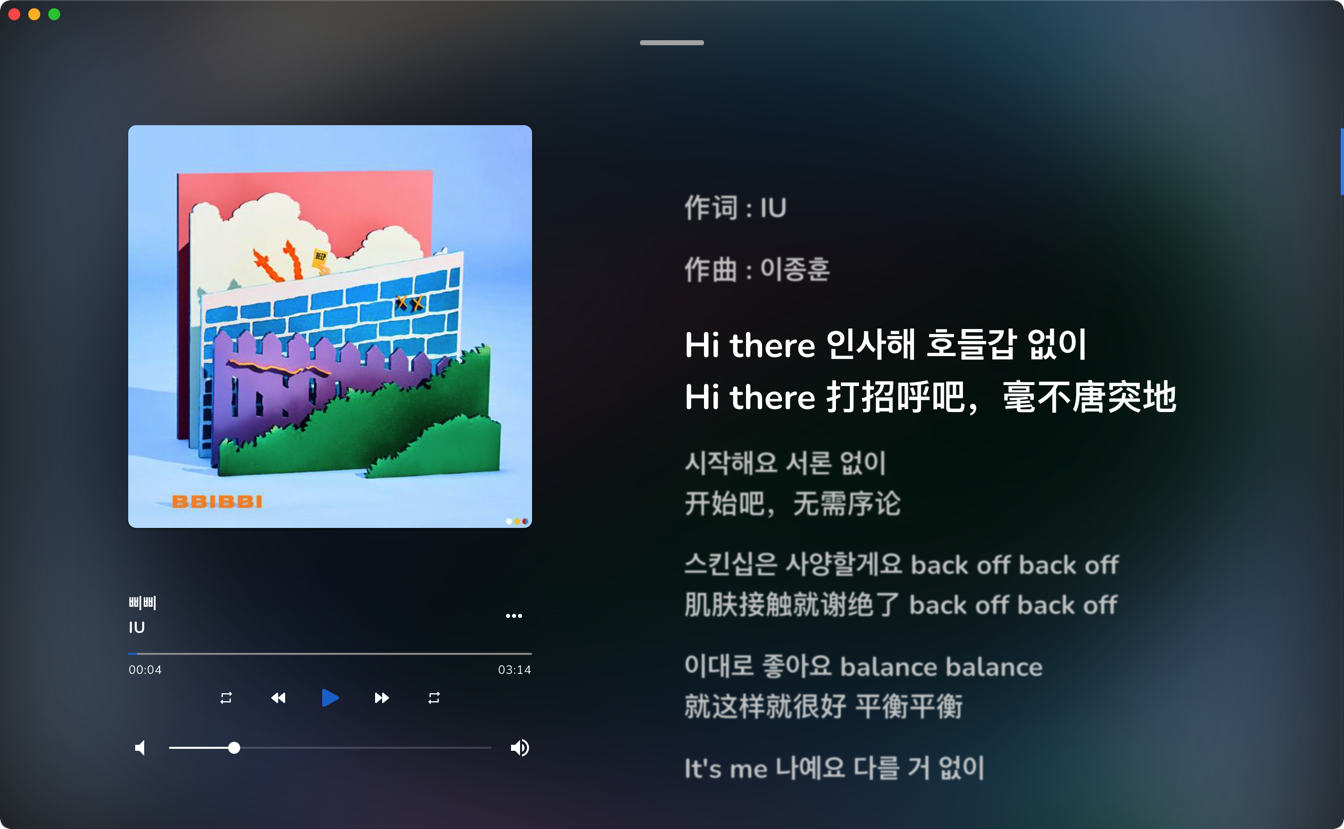 BEEP
BBIBBI
삐삐
IU
00:04
03:14
作词 : IU
作曲 : 이종훈
Hi there 인사해 호들갑 없이
Hi there 打招呼吧，毫不唐突地
시작해요 서론 없이
开始吧，无需序论
스킨십은 사양할게요 back off back off
肌肤接触就谢绝了 back off back off
이대로 좋아요 balance balance
就这样就很好 平衡平衡
It's me 나예요 다를 거 없이